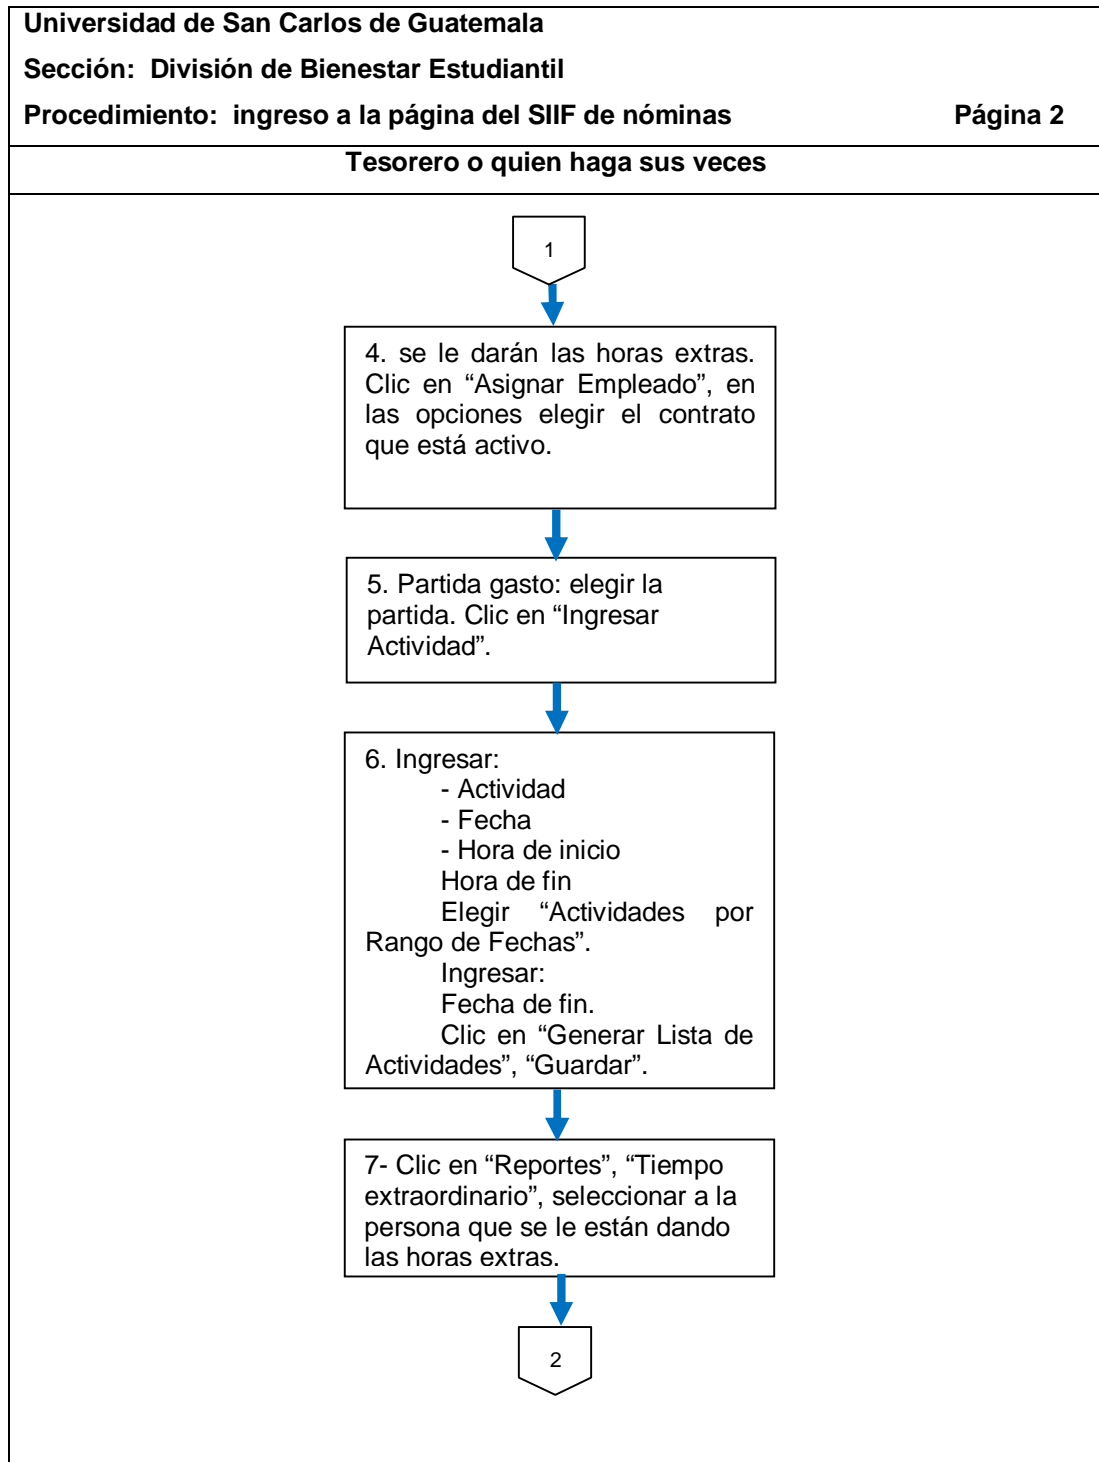 Universidad de San Carlos de Guatemala
Sección: División de Bienestar Estudiantil
Procedimiento: ingreso a la página del SIIF de nóminas Página 2
Tesorero o quien haga sus veces
1
4. se le darán las horas extras.
Clic en “Asignar Empleado”, en
las opciones elegir el contrato
que está activo.
5. Partida gasto: elegir la
partida. Clic en “Ingresar
Actividad”.
6. Ingresar:
- Actividad
- Fecha
- Hora de inicio
Hora de fin
Elegir “Actividades por
Rango de Fechas”.
Ingresar:
Fecha de fin.
Clic en “Generar Lista de
Actividades”, “Guardar”.
7- Clic en “Reportes”, “Tiempo
extraordinario”, seleccionar a la
persona que se le están dando
las horas extras.
2